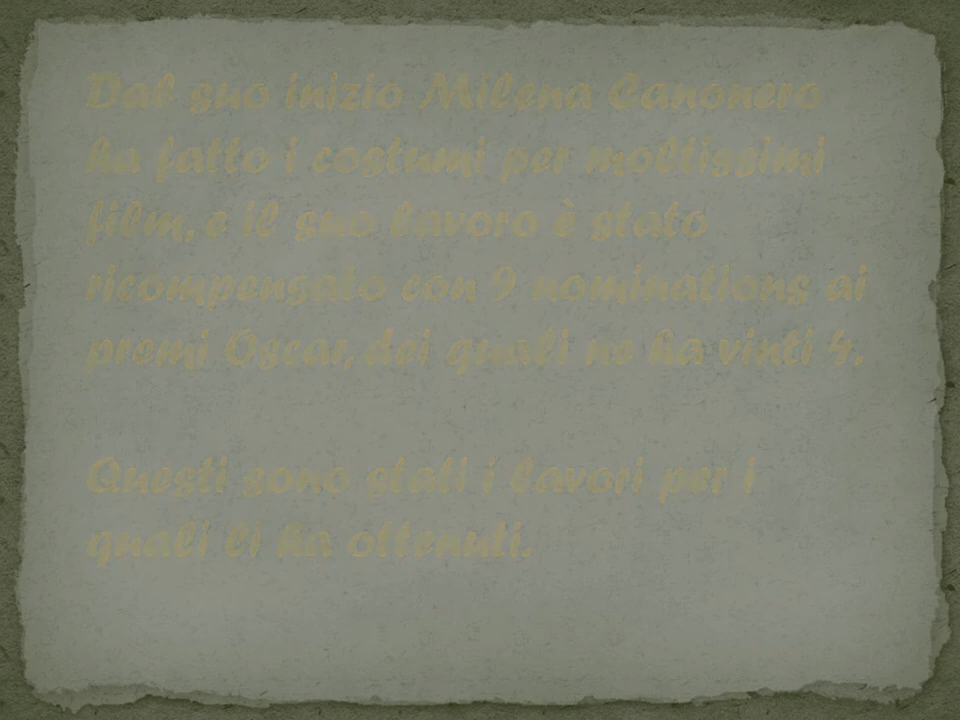 Dal suo inizio Milena Canonero
ha fatto i costumi per moltissimi
film, e il suo lavoro è stato
ricompensato con 9 nominations ai
premi Oscar, dei quali ne ha vinti 4.
Questi sono stati i lavori per i
quali li ha ottenuti.